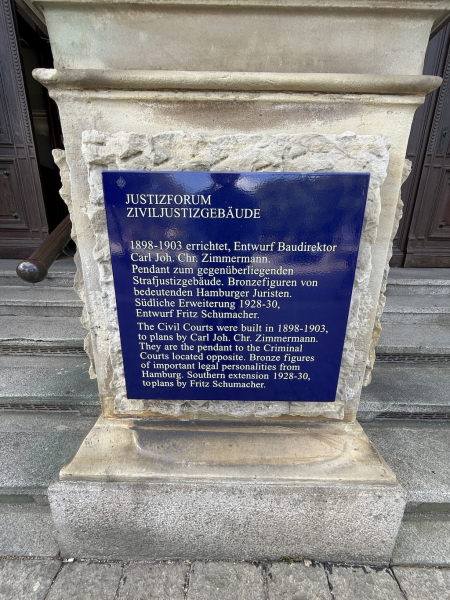 JUSTIZFORUM
ZIVILJUSTIZGEBÄUDE
1898-1903 errichtet, Entwurf Baudirektor
Carl Joh. Chr. Zimmermann.
Pendant zum gegenüberliegenden
Strafjustizgebäude. Bronzefiguren von
bedeutenden Hamburger Juristen.
Südliche Erweiterung 1928-30,
Entwurf Fritz Schumacher.
The Civil Courts were built in 1898-1903,
to plans by Carl Joh. Chr. Zimmermann.
They are the pendant to the Criminal
Courts located opposite. Bronze figures
of important legal personalities from
Hamburg. Southern extension 1928-30,
to plans by Fritz Schumacher.